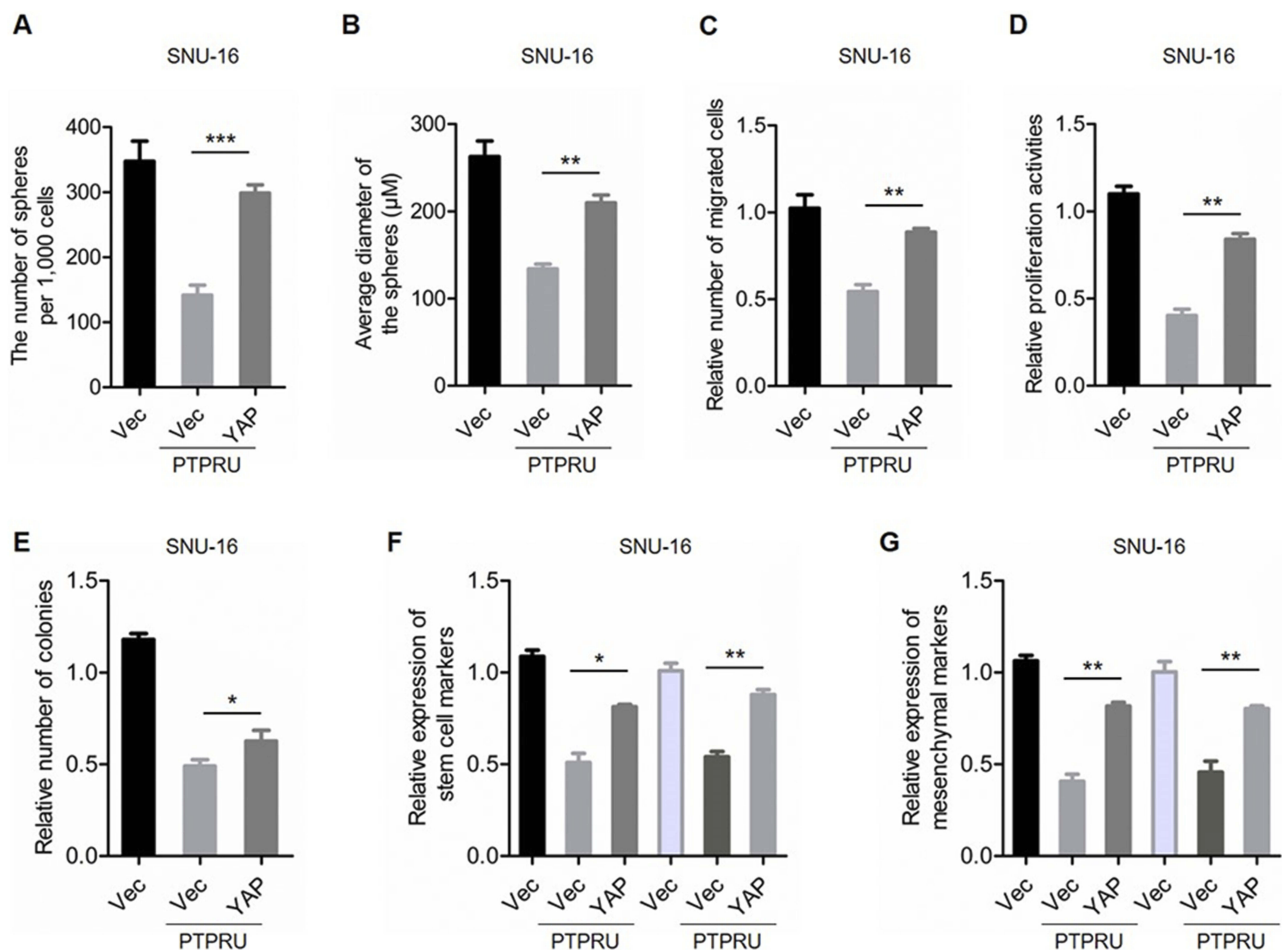 A
SNU-16
The number of spheres
per 1,000 cells
400
300
200
100
0
***
Vec
Vec
YAP
PTPRU
B
SNU-16
Average diameter of
the spheres (μM)
300
200
100
0
**
Vec
Vec
YAP
PTPRU
C
SNU-16
Relative number of migrated cells
1.5
1.0
0.5
0.0
**
Vec
Vec
YAP
PTPRU
D
SNU-16
Relative proliferation activities
1.5
1.0
0.5
0.0
**
Vec
Vec
YAP
PTPRU
E
SNU-16
Relative number of colonies
1.5
1.0
0.5
0.0
*
Vec
Vec
YAP
PTPRU
F
SNU-16
Relative expression of
stem cell markers
1.5
1.0
0.5
0.0
*
**
Vec
Vec
YAP
Vec
Vec
YAP
PTPRU
PTPRU
G
SNU-16
Relative expression of
mesenchymal markers
1.5
1.0
0.5
0.0
**
**
Vec
Vec
YAP
Vec
Vec
YAP
PTPRU
PTPRU